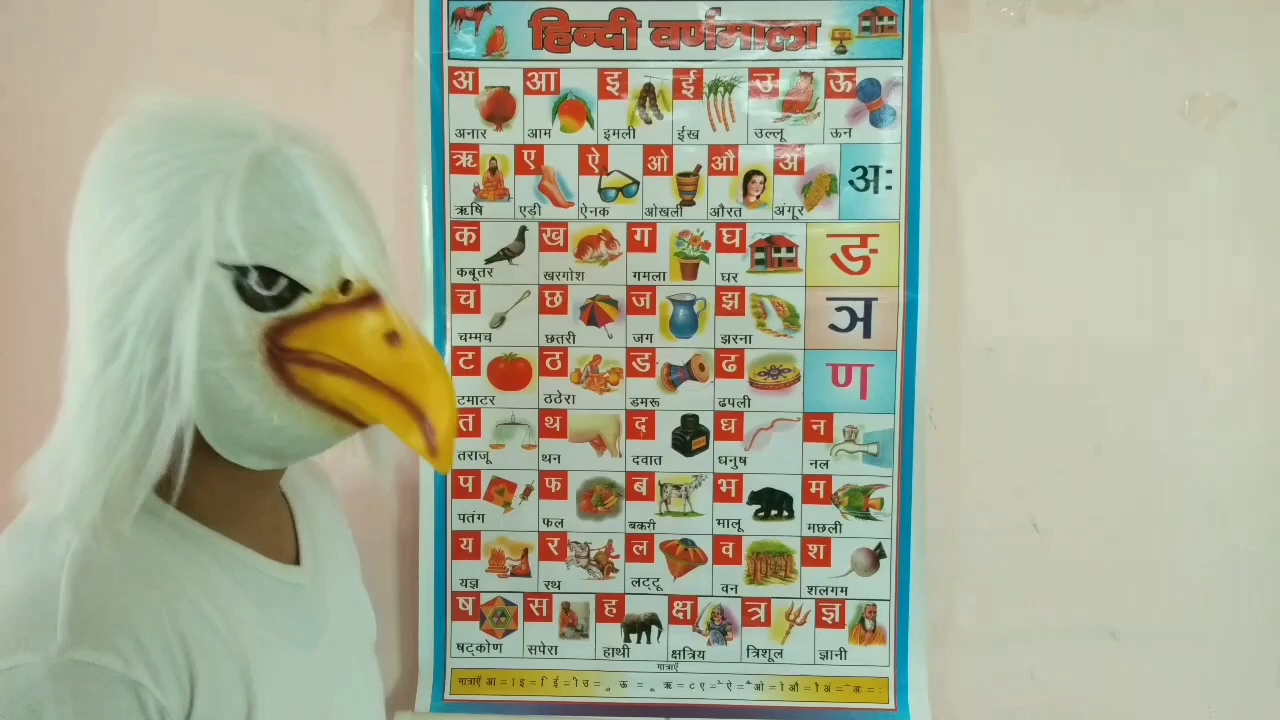 हिन्दी वर्णमाला
अ आ इ ई उ ऊ
अनार आम इमली ईख उल्लू ऊन
ऋ ए ऐ ओ औ अं अः
ऋषि एड़ी ऐनक ओखली औरत अंगूर
क ख ग घ ङ
कबूतर खरगोश गमला घर
च छ ज झ ञ
चम्मच छतरी जग झरना
ट ठ ड ढ ण
टमाटर ठठेरा डमरू ढपली
त थ द ध न
तराजू थन दवात धनुष नल
प फ ब भ म
पतंग फल बकरी भालू मछली
य र ल व श
यज्ञ रथ लट्टू वन शलगम
ष स ह क्ष त्र ज्ञ
षट्कोण सपेरा हाथी क्षत्रिय त्रिशूल ज्ञानी
मात्राएँ
मात्राएँ आ = ा इ = ि ई = ी उ = ु ऊ = ू ऋ = ृ ए = े ऐ = ै ओ = ो औ = ौ अं = ं अः = ः